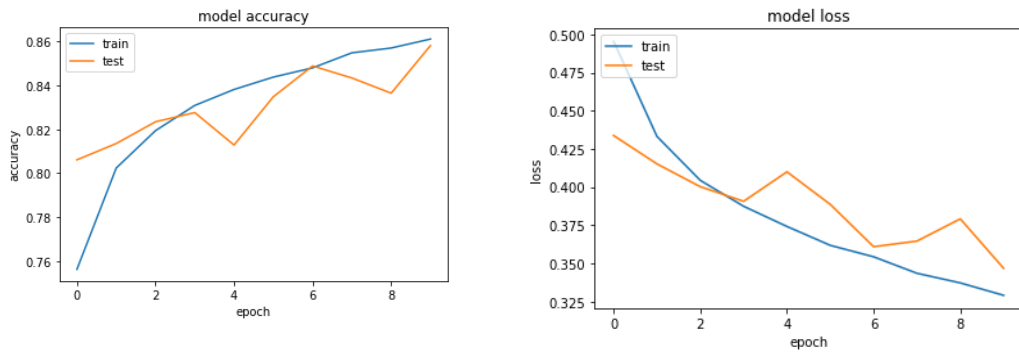 model accuracy
0.86
0.84
0.82
0.80
0.78
0.76
accuracy
train
test
0 2 4 6 8
epoch
model loss
0.500
0.475
0.450
0.425
0.400
0.375
0.350
0.325
loss
train
test
0 2 4 6 8
epoch